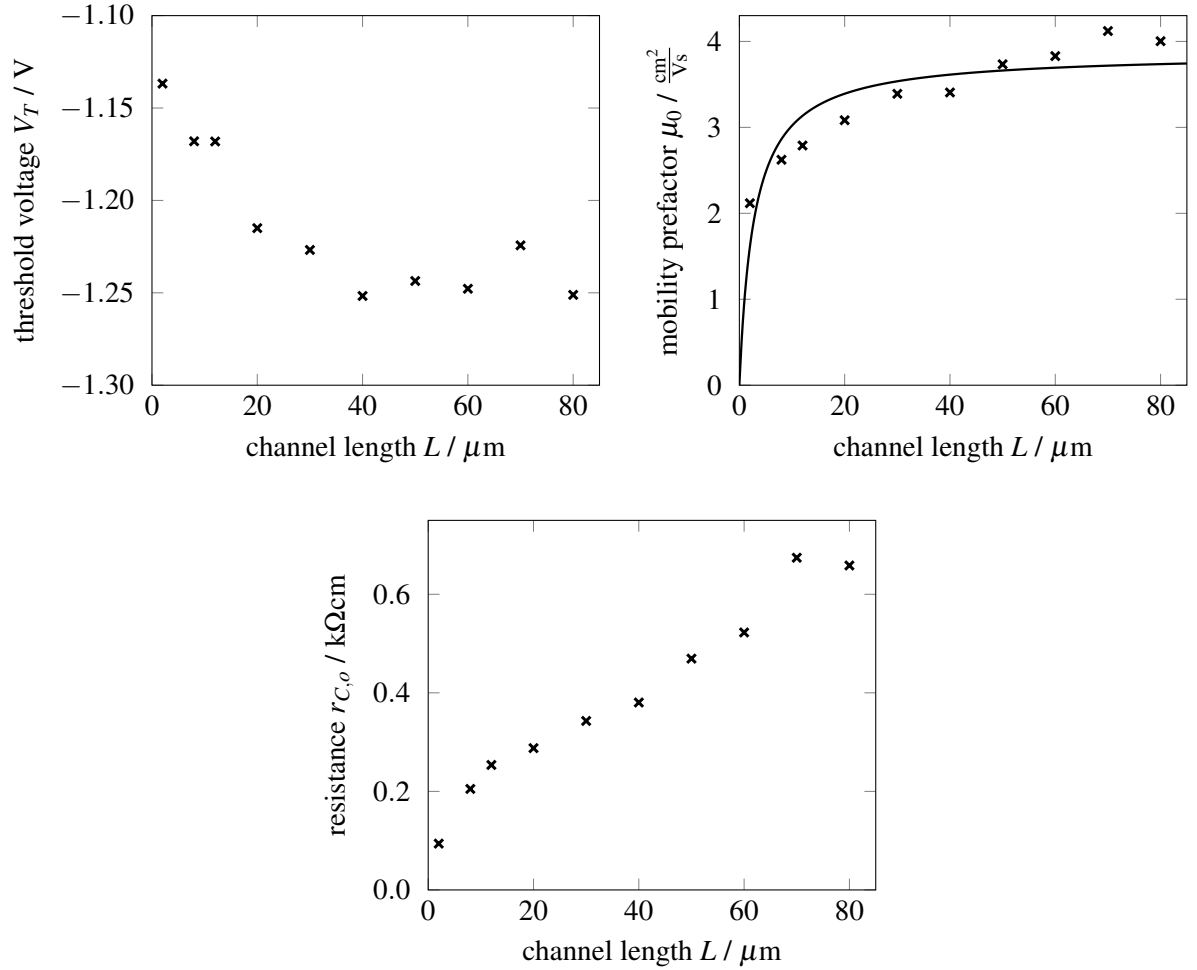 −1.10
−1.15
−1.20
−1.25
−1.30
threshold voltage V_T / V
0 20 40 60 80
channel length L / μm
4
3
2
1
0
mobility prefactor μ_0 / cm²/Vs
0 20 40 60 80
channel length L / μm
0.6
0.4
0.2
0.0
resistance r_{C,o} / kΩcm
0 20 40 60 80
channel length L / μm